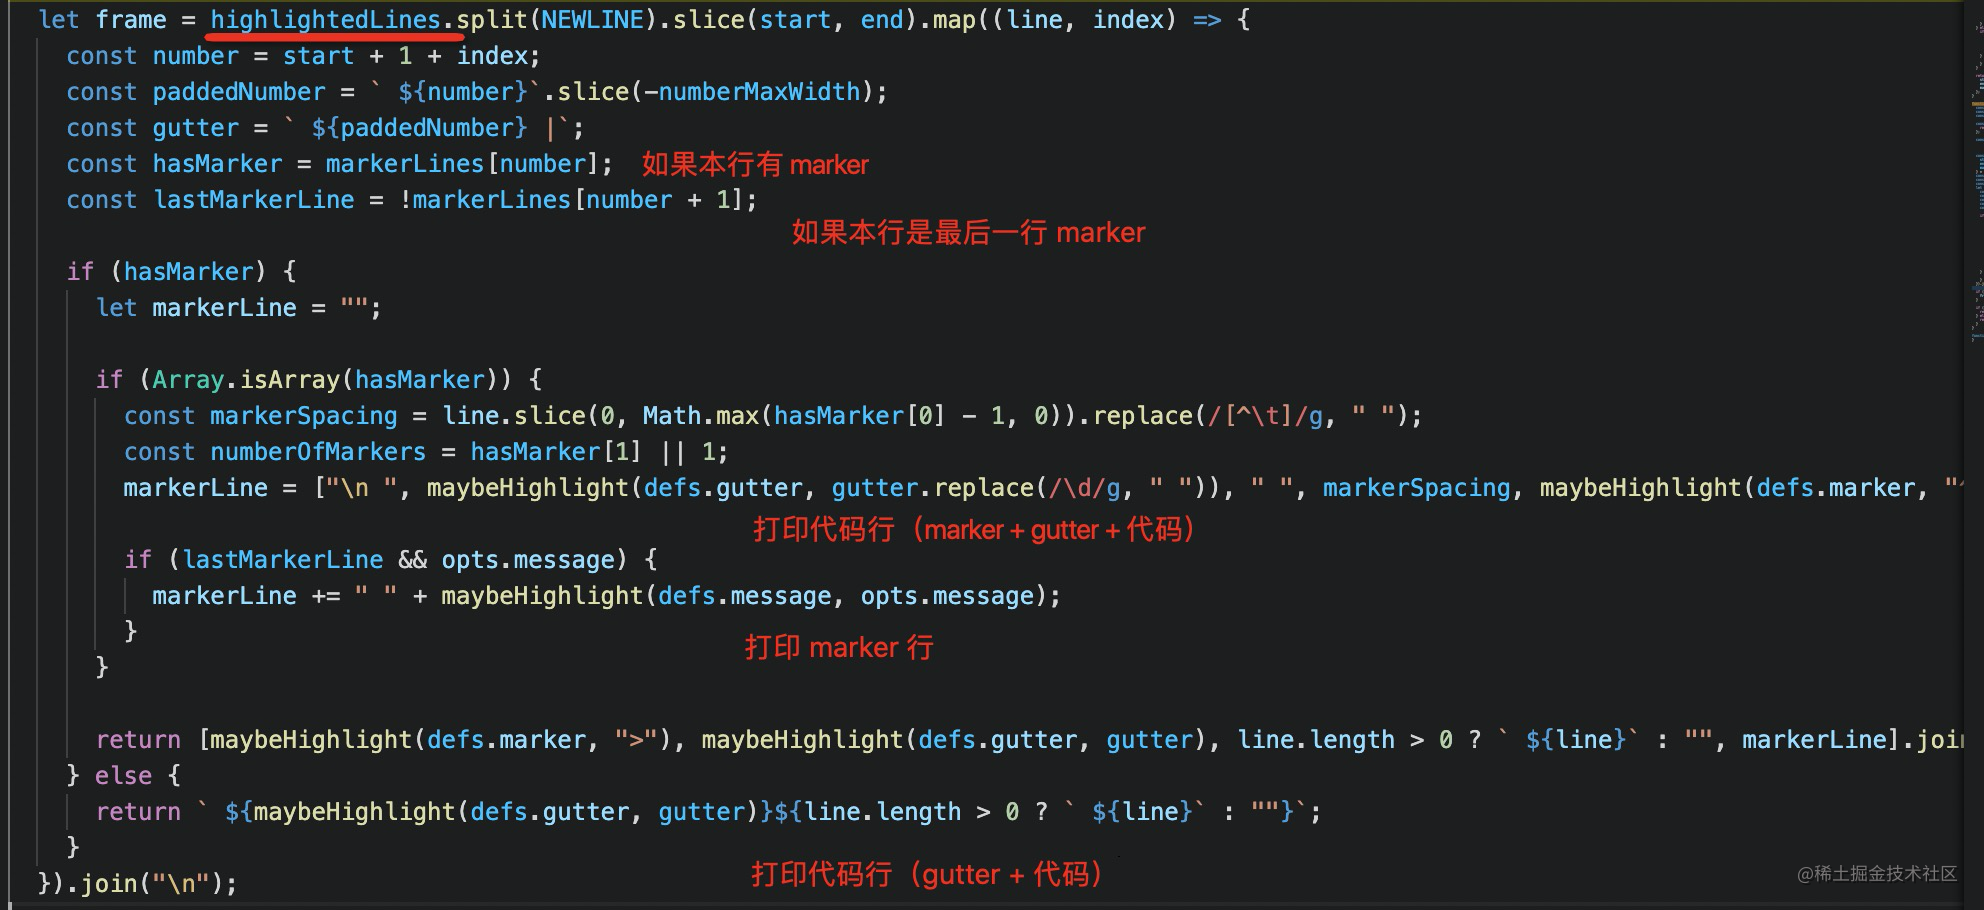 let frame = highlightedLines.split(NEWLINE).slice(start, end).map((line, index) => {
const number = start + 1 + index;
const paddedNumber = ` ${number}`.slice(-numberMaxWidth);
const gutter = ` ${paddedNumber} |`;
const hasMarker = markerLines[number]; 如果本行有 marker
const lastMarkerLine = !markerLines[number + 1];
如果本行是最后一行 marker
if (hasMarker) {
let markerLine = "";
if (Array.isArray(hasMarker)) {
const markerSpacing = line.slice(0, Math.max(hasMarker[0] - 1, 0)).replace(/[^\t]/g, " ");
const numberOfMarkers = hasMarker[1] || 1;
markerLine = ["\n ", maybeHighlight(defs.gutter, gutter.replace(/\d/g, " ")), " ", markerSpacing, maybeHighlight(defs.marker, "^
打印代码行（marker + gutter + 代码）
if (lastMarkerLine && opts.message) {
markerLine += " " + maybeHighlight(defs.message, opts.message);
}
打印 marker 行
}
return [maybeHighlight(defs.marker, ">"), maybeHighlight(defs.gutter, gutter), line.length > 0 ? ` ${line}` : "", markerLine].join
} else {
return ` ${maybeHighlight(defs.gutter, gutter)}${line.length > 0 ? ` ${line}` : ""}`;
}
打印代码行（gutter + 代码）
}).join("\n");
@稀土掘金技术社区